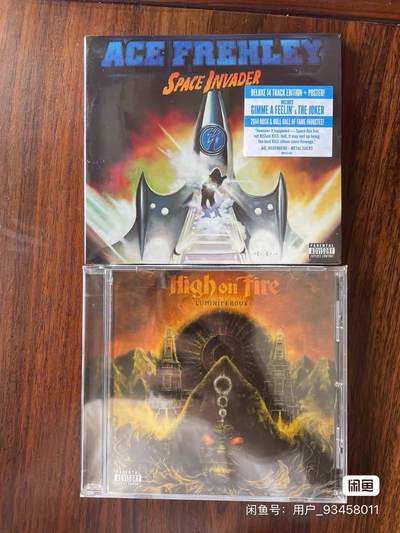 ACE FREHLEY
SPACE INVADER
DELUXE 14 TRACK EDITION + POSTER!
INCLUDES
GIMME A FEELIN' & THE JOKER
2014 ROCK & ROLL HALL OF FAME INDUCTEE!
PARENTAL
ADVISORY
EXPLICIT CONTENT
High on Fire
LUMINIFEROUS
PARENTAL
ADVISORY
EXPLICIT CONTENT
闲鱼
闲鱼号：用户_93458011